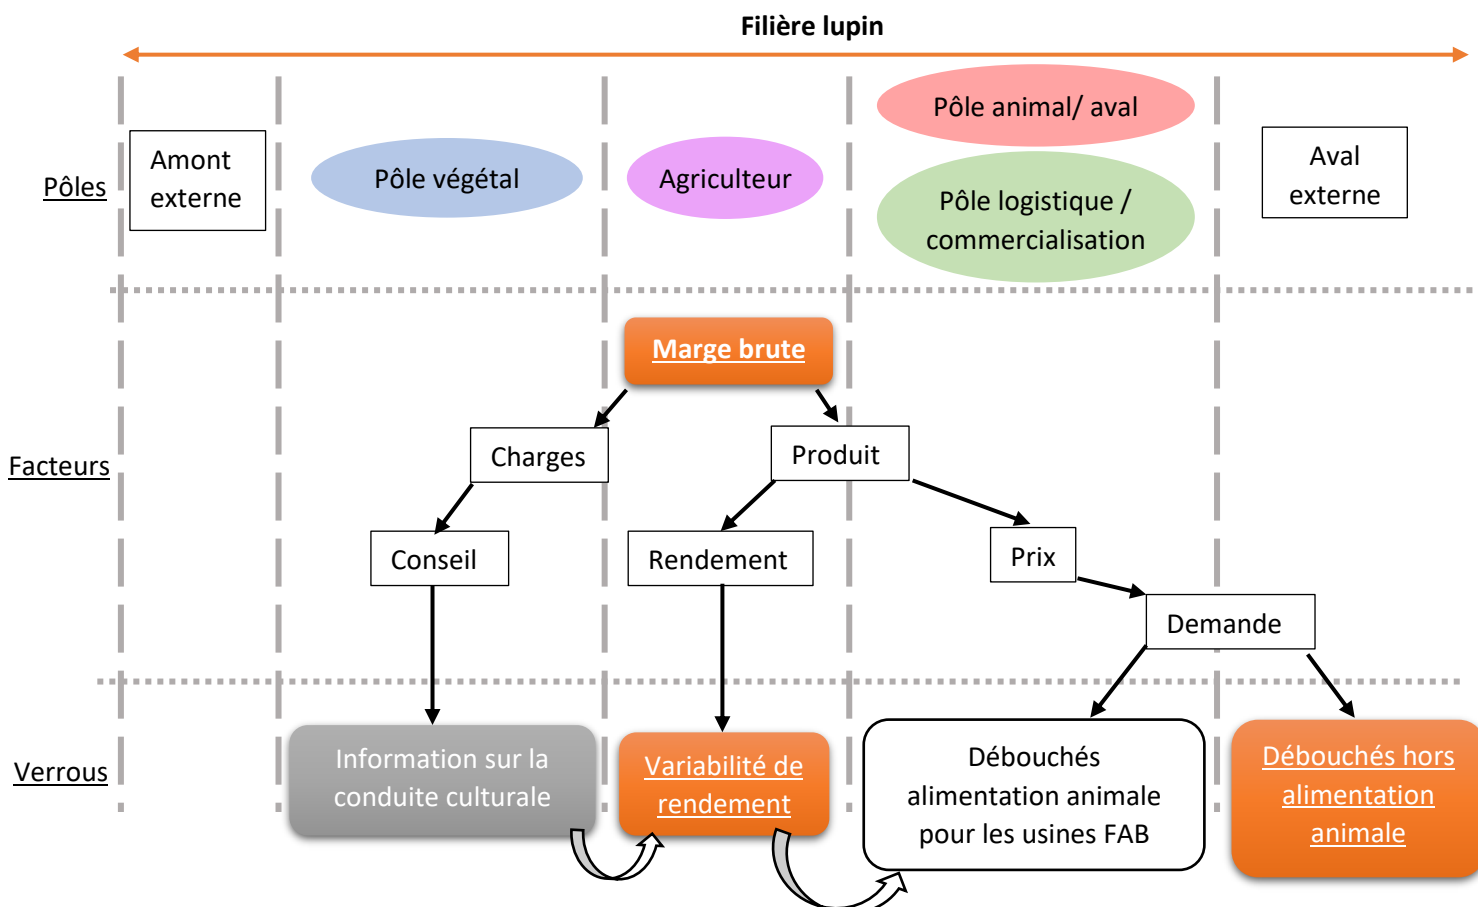 Filière lupin
Pôles
Amont
externe
Pôle végétal
Agriculteur
Pôle animal/ aval
Pôle logistique /
commercialisation
Aval
externe
Facteurs
Marge brute
Charges
Produit
Conseil
Rendement
Prix
Demande
Verrous
Information sur la
conduite culturale
Variabilité de
rendement
Débouchés
alimentation animale
pour les usines FAB
Débouchés hors
alimentation
animale